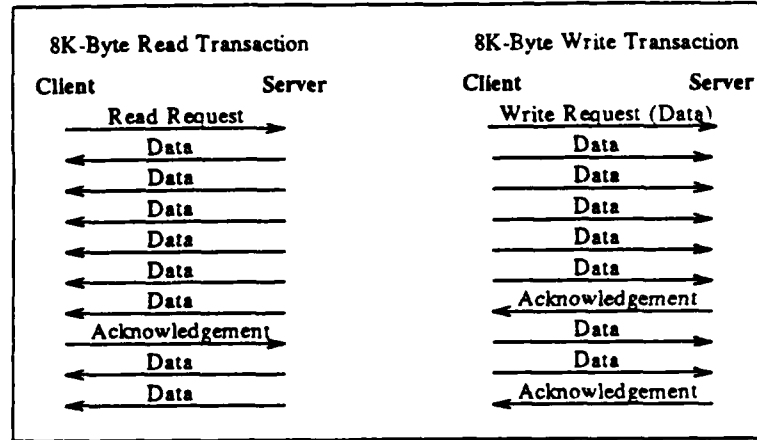 8K-Byte Read Transaction
Client Server
Read Request
Data
Data
Data
Data
Data
Data
Acknowledgement
Data
Data
8K-Byte Write Transaction
Client Server
Write Request (Data)
Data
Data
Data
Data
Data
Acknowledgement
Data
Data
Acknowledgement